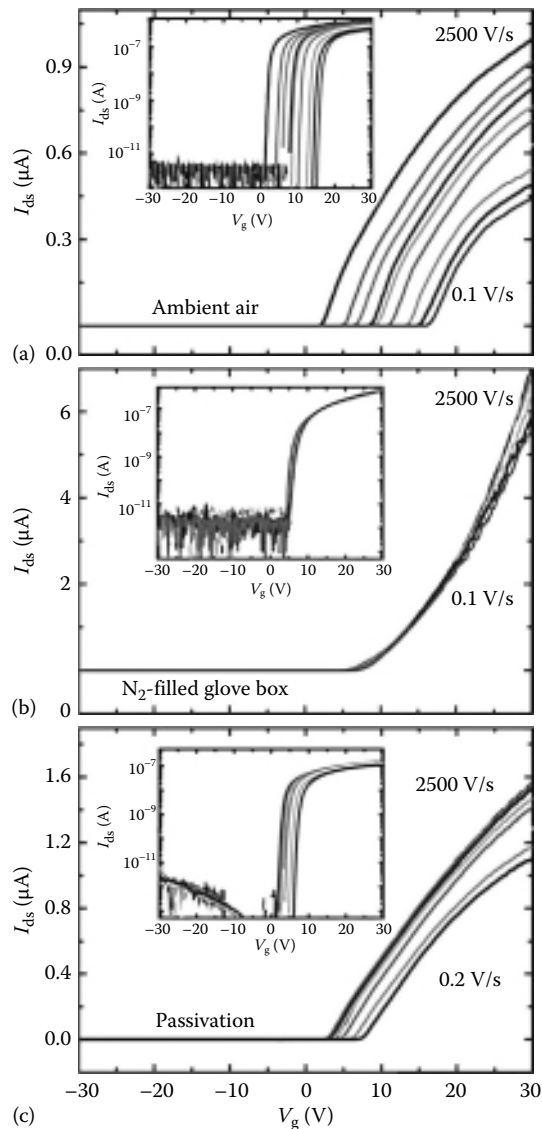 2500 V/s
0.9
10⁻⁷
I_ds (A)
10⁻⁹
10⁻¹¹
I_ds (μA)
0.6
−30 −20 −10 0 10 20 30
V_g (V)
0.3
0.1 V/s
Ambient air
0.0
(a)
2500 V/s
6
10⁻⁷
I_ds (A)
10⁻⁹
10⁻¹¹
I_ds (μA)
4
−30 −20 −10 0 10 20 30
V_g (V)
2
0.1 V/s
N₂-filled glove box
0
(b)
1.6
10⁻⁷
2500 V/s
I_ds (A)
10⁻⁹
1.2
10⁻¹¹
I_ds (μA)
0.8
−30 −20 −10 0 10 20 30
V_g (V)
0.4
0.2 V/s
Passivation
0.0
−30 −20 −10 0 10 20 30
(c)
V_g (V)